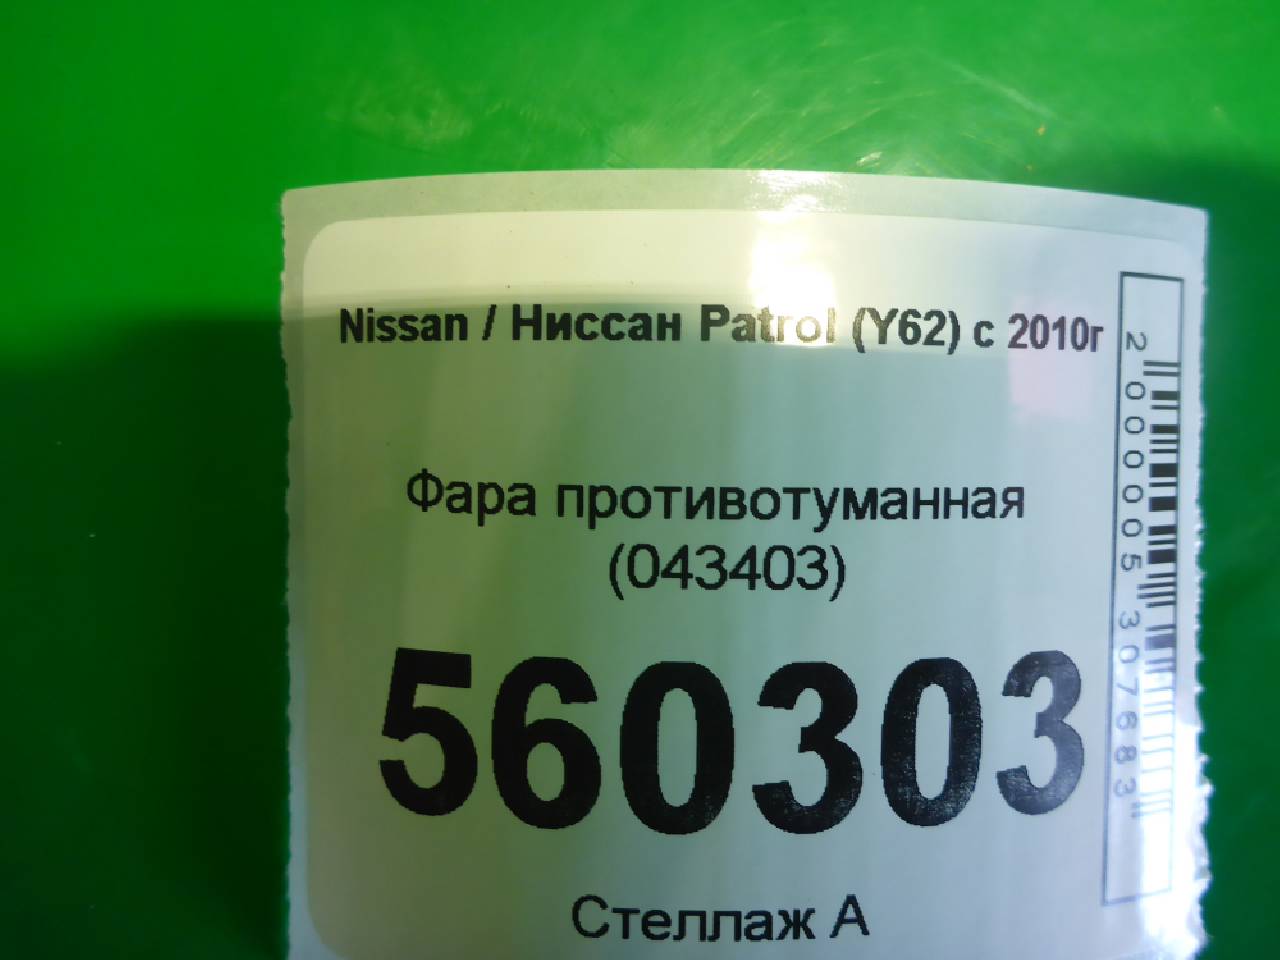 Nissan / Ниссан Patrol (Y62) с 2010г
Фара противотуманная
(043403)
560303
Стеллаж А
2000005307683